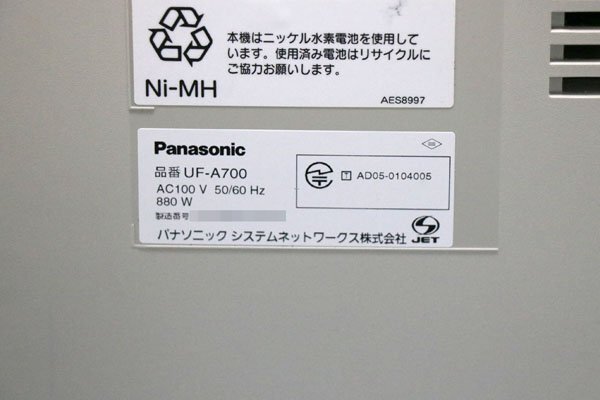 本機はニッケル水素電池を使用して
います。使用済み電池はリサイクルに
ご協力お願いします。
Ni-MH
AES8997
Panasonic
品番 UF-A700
AC100 V 50/60 Hz
880 W
製造番号
T AD05-0104005
パナソニック システムネットワークス株式会社
JET